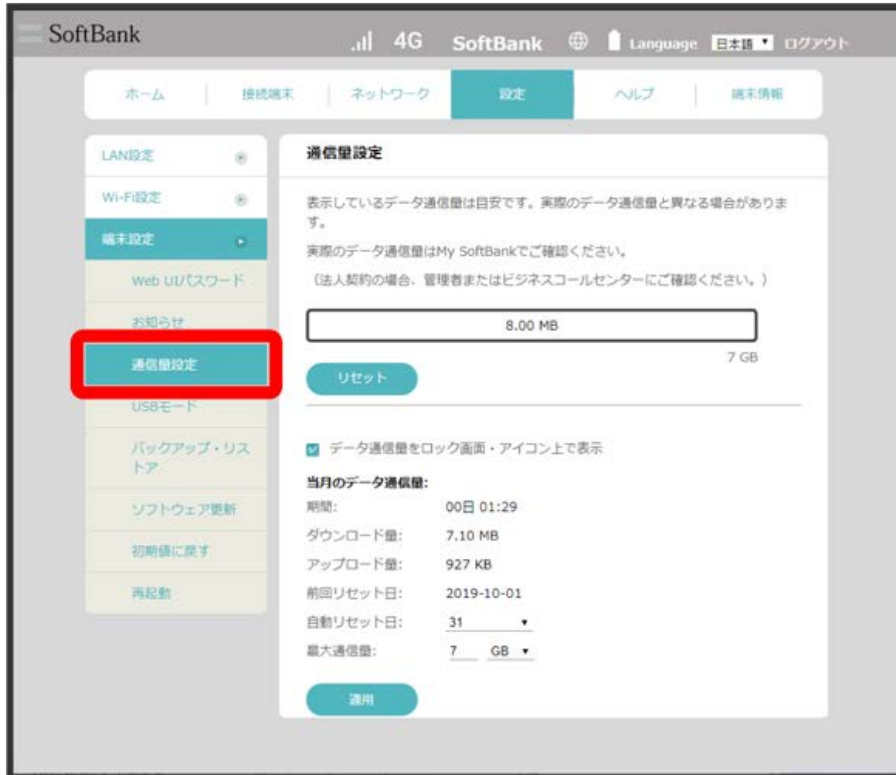 SoftBank
4G SoftBank Language 日本語 ログアウト
ホーム 接続端末 ネットワーク 設定 ヘルプ 端末情報
LAN設定
Wi-Fi設定
端末設定
Web UIパスワード
お知らせ
通信量設定
USBモード
バックアップ・リス
トア
ソフトウェア更新
初期値に戻す
再起動
通信量設定
表示しているデータ通信量は目安です。実際のデータ通信量と異なる場合がありま
す。
実際のデータ通信量はMy SoftBankでご確認ください。
（法人契約の場合、管理者またはビジネスコールセンターにご確認ください。）
8.00 MB
7 GB
リセット
データ通信量をロック画面・アイコン上で表示
当月のデータ通信量:
期間: 00日 01:29
ダウンロード量: 7.10 MB
アップロード量: 927 KB
前回リセット日: 2019-10-01
自動リセット日: 31
最大通信量: 7 GB
適用